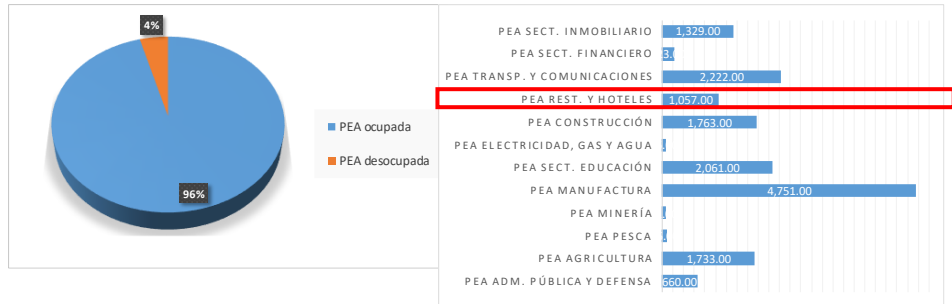 4%
96%
PEA ocupada
PEA desocupada
PEA SECT. INMOBILIARIO 1,329.00
PEA SECT. FINANCIERO
PEA TRANSP. Y COMUNICACIONES 2,222.00
PEA REST. Y HOTELES 1,057.00
PEA CONSTRUCCIÓN 1,763.00
PEA ELECTRICIDAD, GAS Y AGUA
PEA SECT. EDUCACIÓN 2,061.00
PEA MANUFACTURA 4,751.00
PEA MINERÍA
PEA PESCA
PEA AGRICULTURA 1,733.00
PEA ADM. PÚBLICA Y DEFENSA 660.00